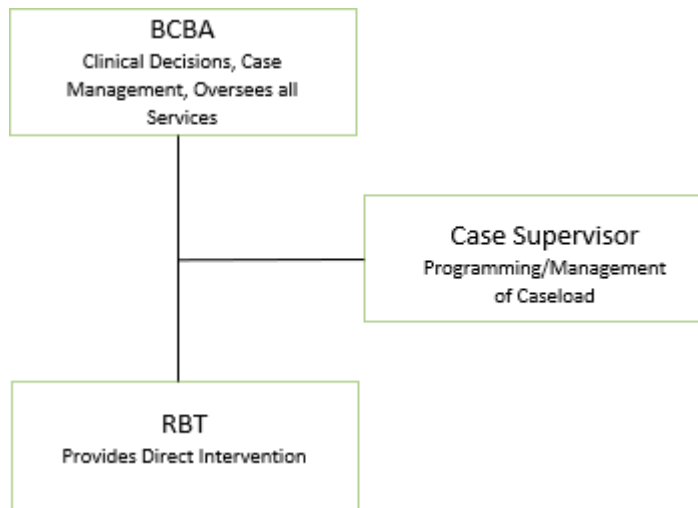 BCBA
Clinical Decisions, Case
Management, Oversees all
Services
Case Supervisor
Programming/Management
of Caseload
RBT
Provides Direct Intervention